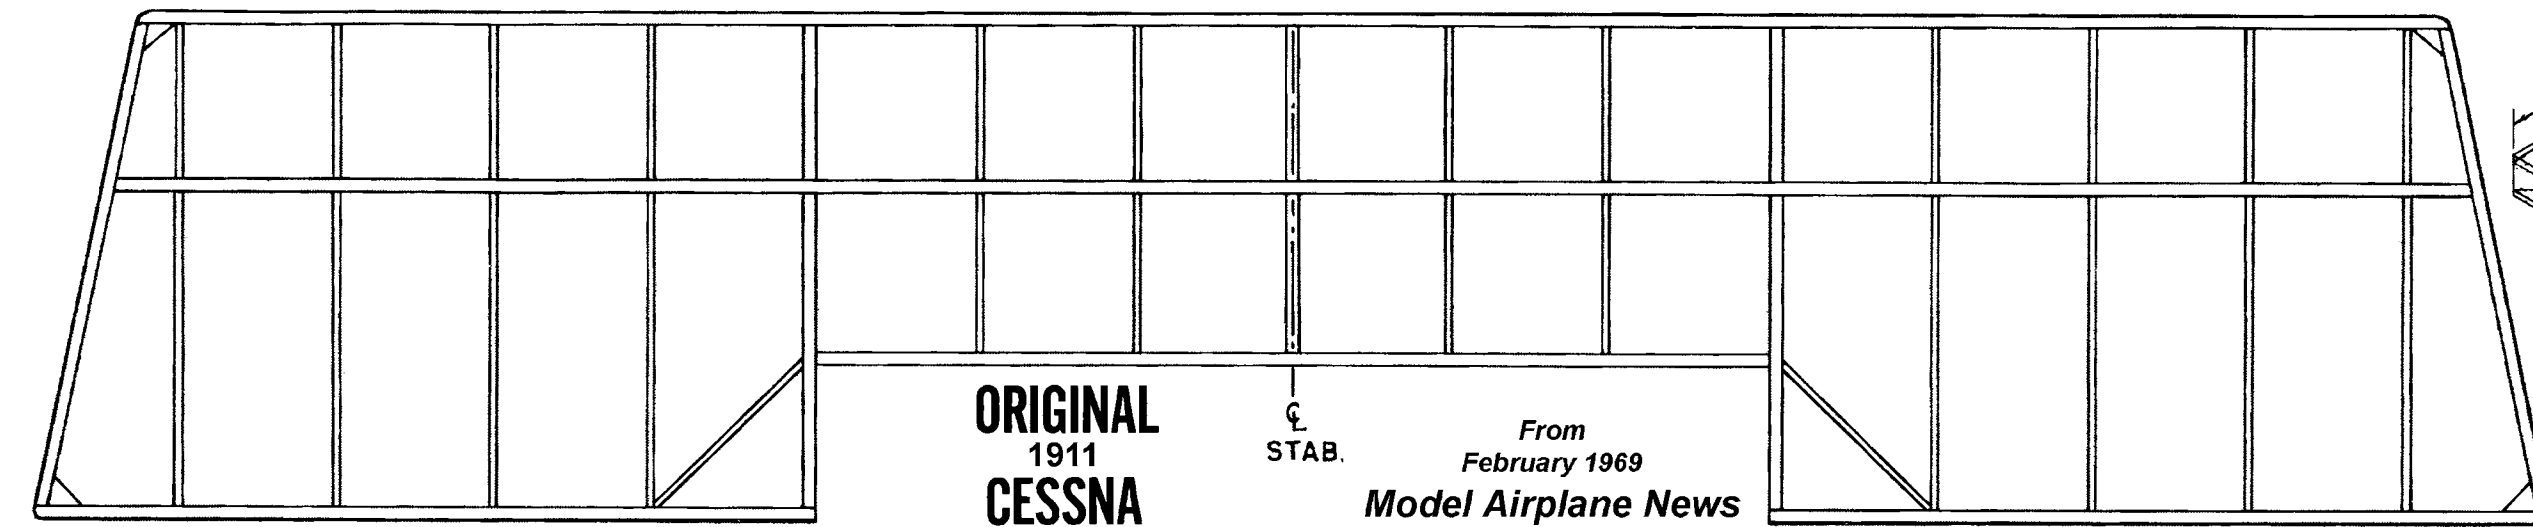 ORIGINAL
1911
CESSNA
℄
STAB.
From
February 1969
Model Airplane News